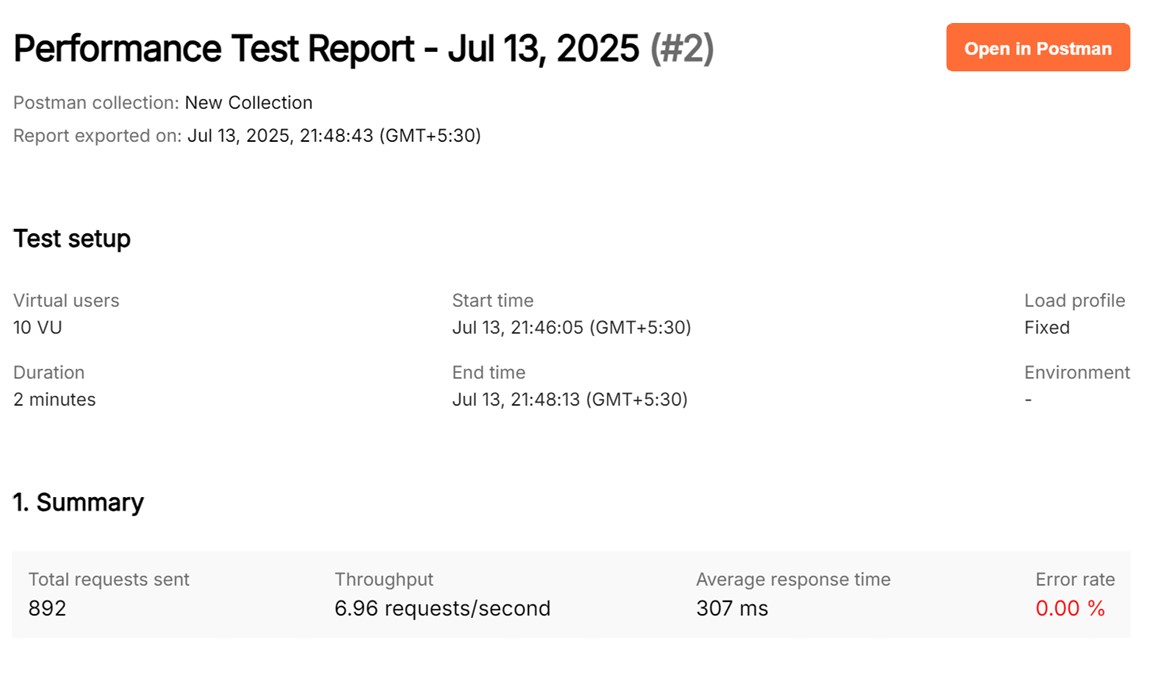 Performance Test Report - Jul 13, 2025 (#2)
Open in Postman
Postman collection: New Collection
Report exported on: Jul 13, 2025, 21:48:43 (GMT+5:30)
Test setup
Virtual users
10 VU
Start time
Jul 13, 21:46:05 (GMT+5:30)
Load profile
Fixed
Duration
2 minutes
End time
Jul 13, 21:48:13 (GMT+5:30)
Environment
-
1. Summary
Total requests sent
892
Throughput
6.96 requests/second
Average response time
307 ms
Error rate
0.00 %